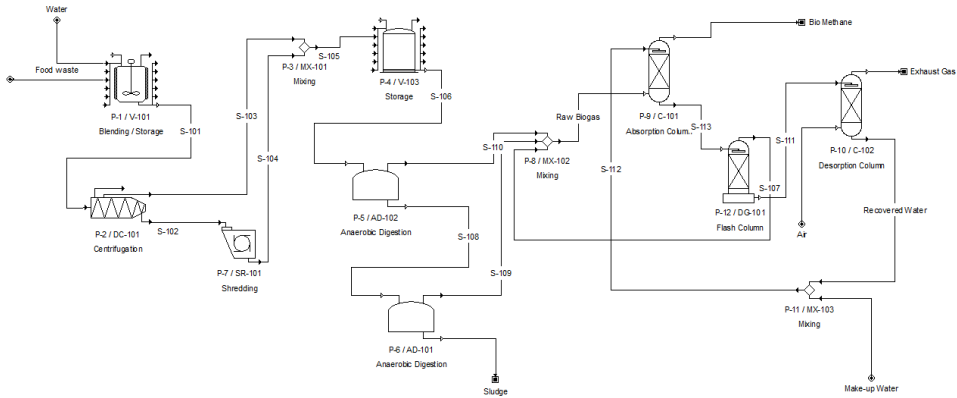 Water
Food waste
P-1 / V-101
Blending / Storage
S-101
S-103
S-104
P-2 / DC-101
Centrifugation
S-102
P-7 / SR-101
Shredding
P-3 / MX-101
Mixing
S-105
P-4 / V-103
Storage
S-106
P-5 / AD-102
Anaerobic Digestion
S-108
P-6 / AD-101
Anaerobic Digestion
Sludge
S-110
S-109
P-8 / MX-102
Mixing
Raw Biogas
S-112
Bio Methane
P-9 / C-101
Absorption Colum..
S-113
P-12 / DG-101
Flash Column
S-107
S-111
Exhaust Gas
P-10 / C-102
Desorption Column
Air
Recovered Water
P-11 / MX-103
Mixing
Make-up Water